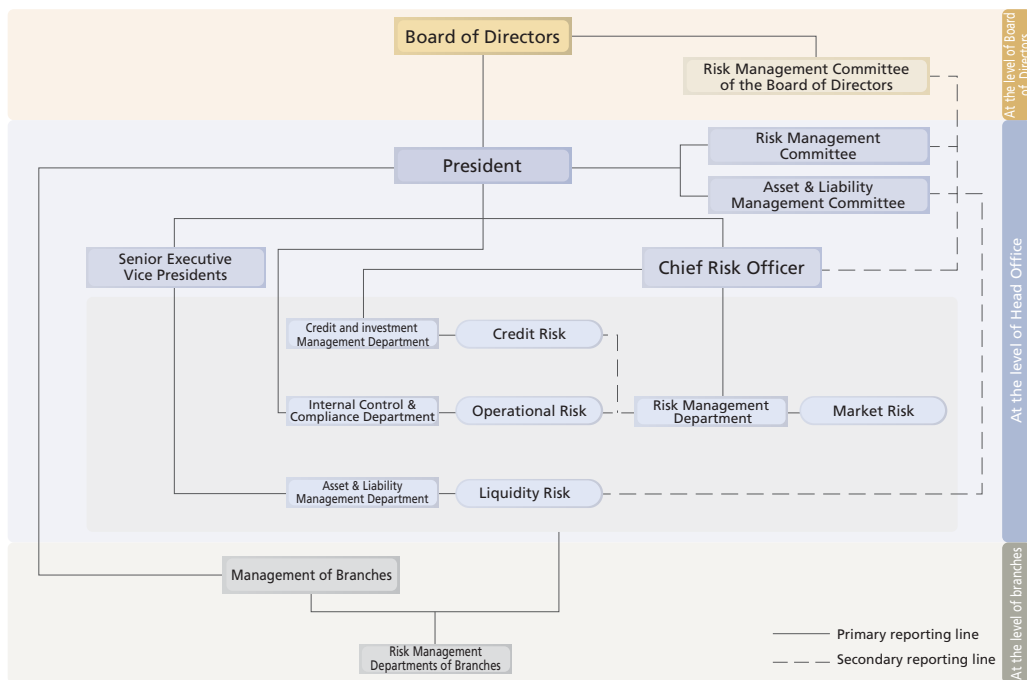 Board of Directors
Risk Management Committee
of the Board of Directors
At the level of Board
of Directors
Risk Management
Committee
President
Asset & Liability
Management Committee
Senior Executive
Vice Presidents
Chief Risk Officer
At the level of Head Office
Credit and investment
Management Department
Credit Risk
Internal Control &
Compliance Department
Operational Risk
Risk Management
Department
Market Risk
Asset & Liability
Management Department
Liquidity Risk
Management of Branches
Risk Management
Departments of Branches
Primary reporting line
Secondary reporting line
At the level of branches